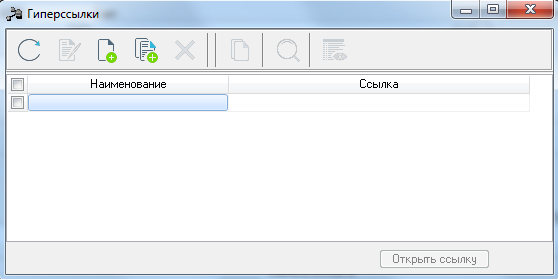 Гиперссылки
Наименование Ссылка
Открыть ссылку